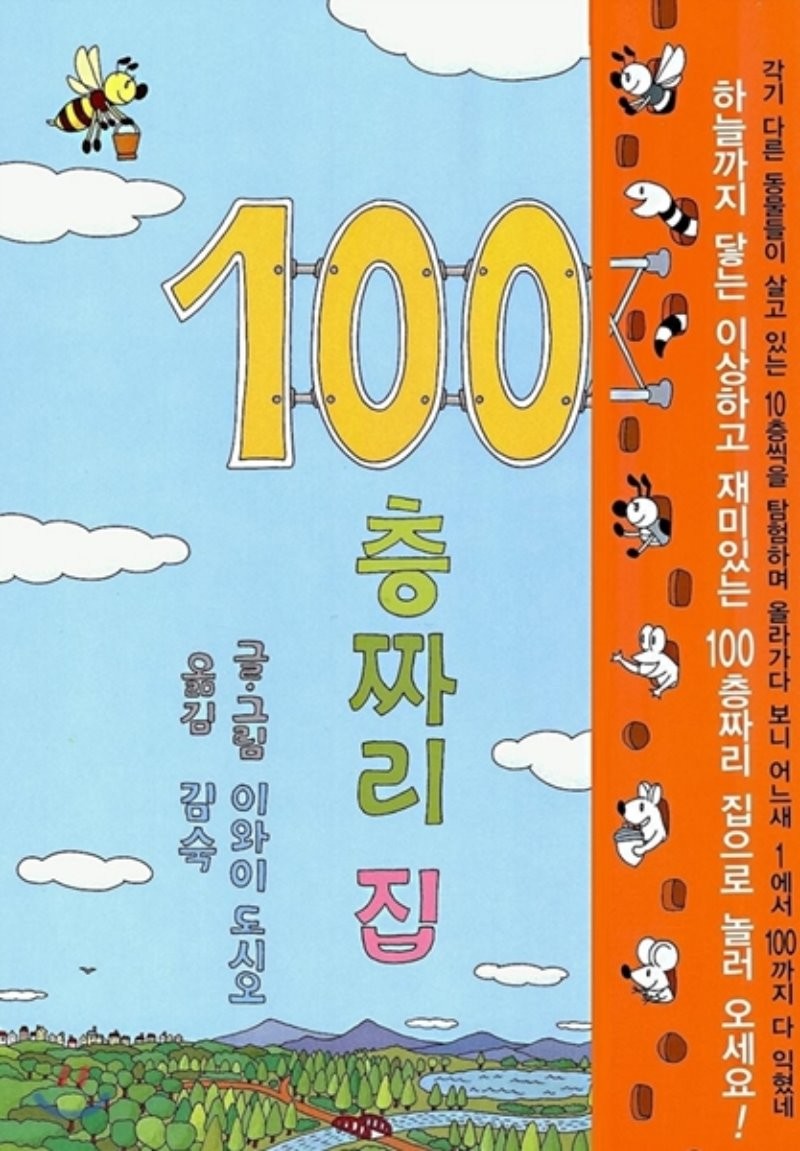 100
층짜리 집
글·그림 이와이 도시오
옮김 김숙
각기 다른 동물들이 살고 있는 10층씩을 탐험하며 올라가다 보니 어느새 1에서 100까지 다 익혔네
하늘까지 닿는 이상하고 재미있는 100층짜리 집으로 놀러 오세요!